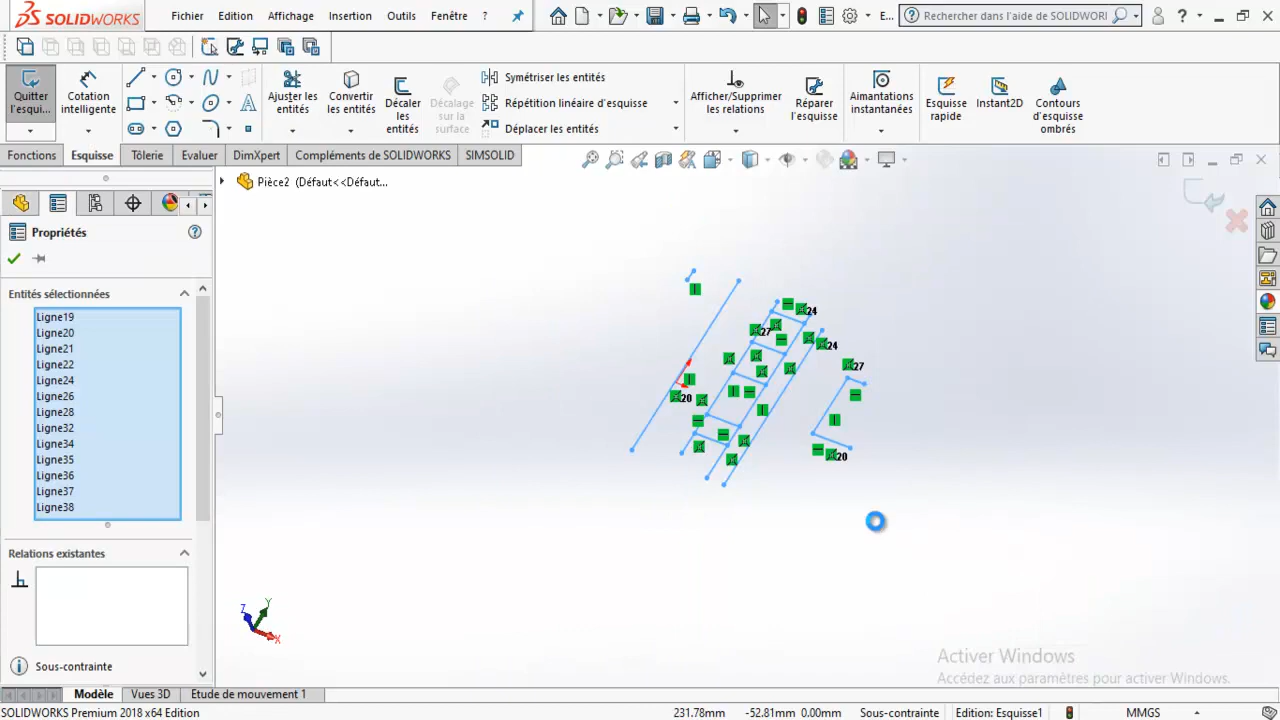 SOLIDWORKS
Fichier Edition Affichage Insertion Outils Fenêtre ?
E...
Rechercher dans l'aide de SOLIDWORI
?
Quitter l'esqui...
Cotation intelligente
Ajuster les entités
Convertir les entités
Décaler les entités
Décalage sur la surface
Symétriser les entités
Répétition linéaire d'esquisse
Déplacer les entités
Afficher/Supprimer les relations
Réparer l'esquisse
Aimantations instantanées
Esquisse rapide
Instant2D
Contours d'esquisse ombrés
Fonctions Esquisse Tôlerie Evaluer DimXpert Compléments de SOLIDWORKS SIMSOLID
Pièce2 (Défaut<<Défaut...
Propriétés
Entités sélectionnées
Ligne19
Ligne20
Ligne21
Ligne22
Ligne24
Ligne26
Ligne28
Ligne32
Ligne34
Ligne35
Ligne36
Ligne37
Ligne38
Relations existantes
Sous-contrainte
24
27
24
27
20
20
Z
Y
X
Activer Windows
Accédez aux paramètres pour activer Windows.
Modèle Vues 3D Etude de mouvement 1
SOLIDWORKS Premium 2018 x64 Edition 231.78mm -52.81mm 0.00mm Sous-contrainte Edition: Esquisse1 MMGS